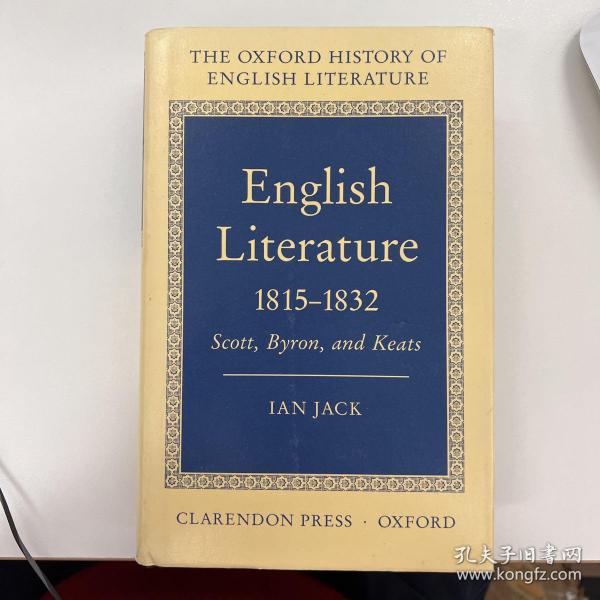 THE OXFORD HISTORY OF
ENGLISH LITERATURE
English
Literature
1815–1832
Scott, Byron, and Keats
IAN JACK
CLARENDON PRESS · OXFORD
孔夫子旧書网
www.kongfz.com